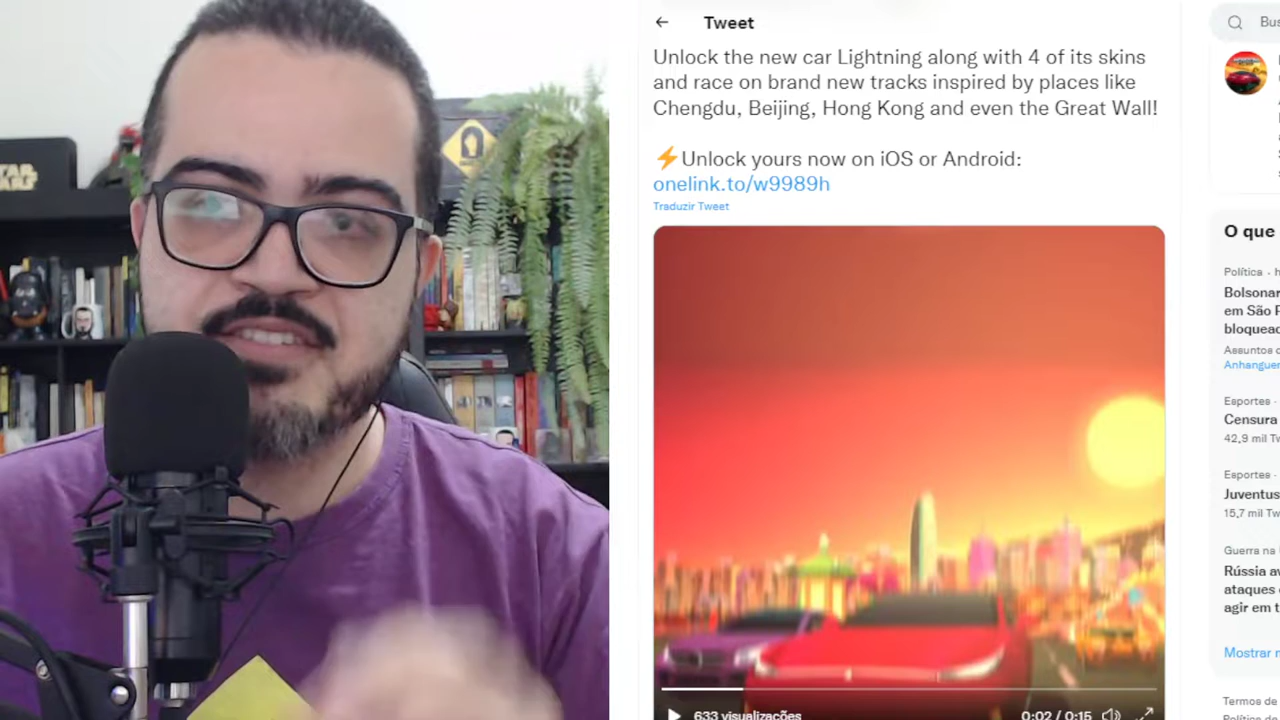 STAR
WARS
Tweet
Unlock the new car Lightning along with 4 of its skins
and race on brand new tracks inspired by places like
Chengdu, Beijing, Hong Kong and even the Great Wall!
⚡Unlock yours now on iOS or Android:
onelink.to/w9989h
Traduzir Tweet
633 visualizações
0:02 / 0:15
Bus
O que
Política · h
Bolsonar
em São P
bloquead
Assuntos d
Anhanguer
Esportes ·
Censura
42,9 mil Tw
Esportes ·
Juventus
15,7 mil Tw
Guerra na
Rússia av
ataques
agir em t
Mostrar m
Termos de